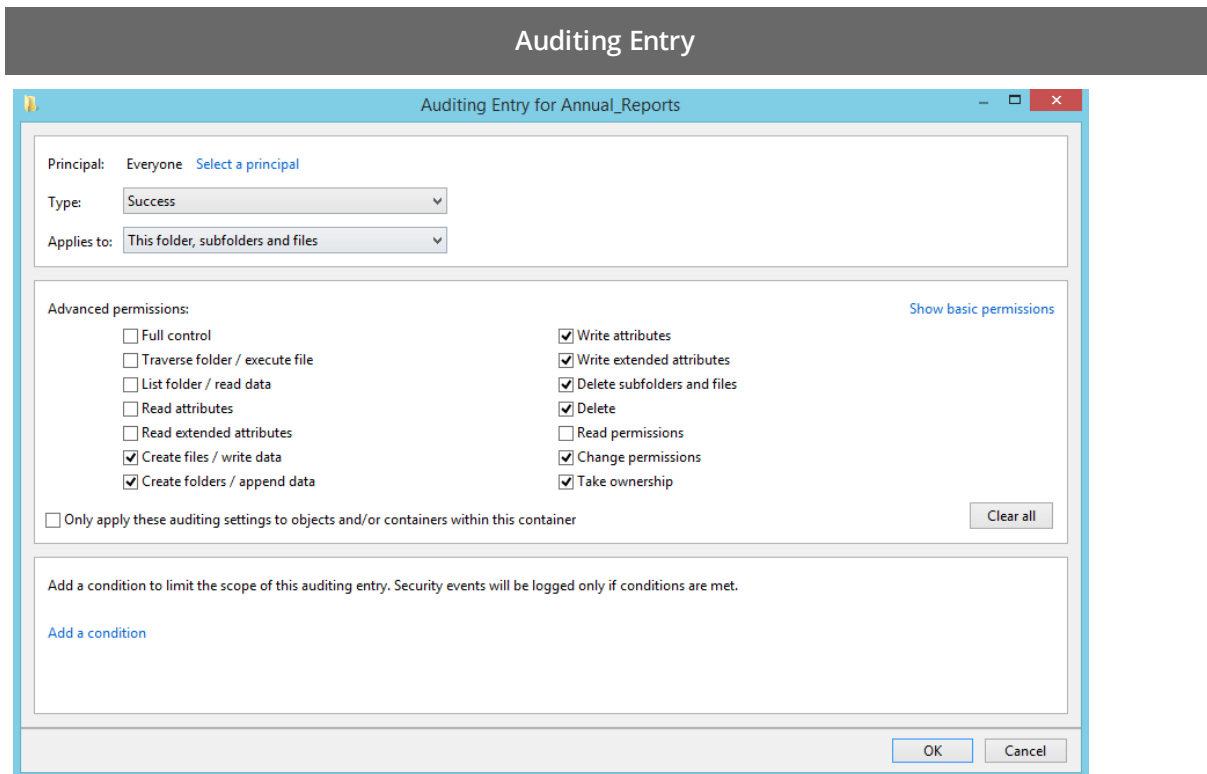 Auditing Entry
Auditing Entry for Annual_Reports
Principal: Everyone Select a principal
Type: Success
Applies to: This folder, subfolders and files
Advanced permissions: Show basic permissions
Full control
Traverse folder / execute file
List folder / read data
Read attributes
Read extended attributes
Create files / write data
Create folders / append data
Write attributes
Write extended attributes
Delete subfolders and files
Delete
Read permissions
Change permissions
Take ownership
Only apply these auditing settings to objects and/or containers within this container
Clear all
Add a condition to limit the scope of this auditing entry. Security events will be logged only if conditions are met.
Add a condition
OK Cancel